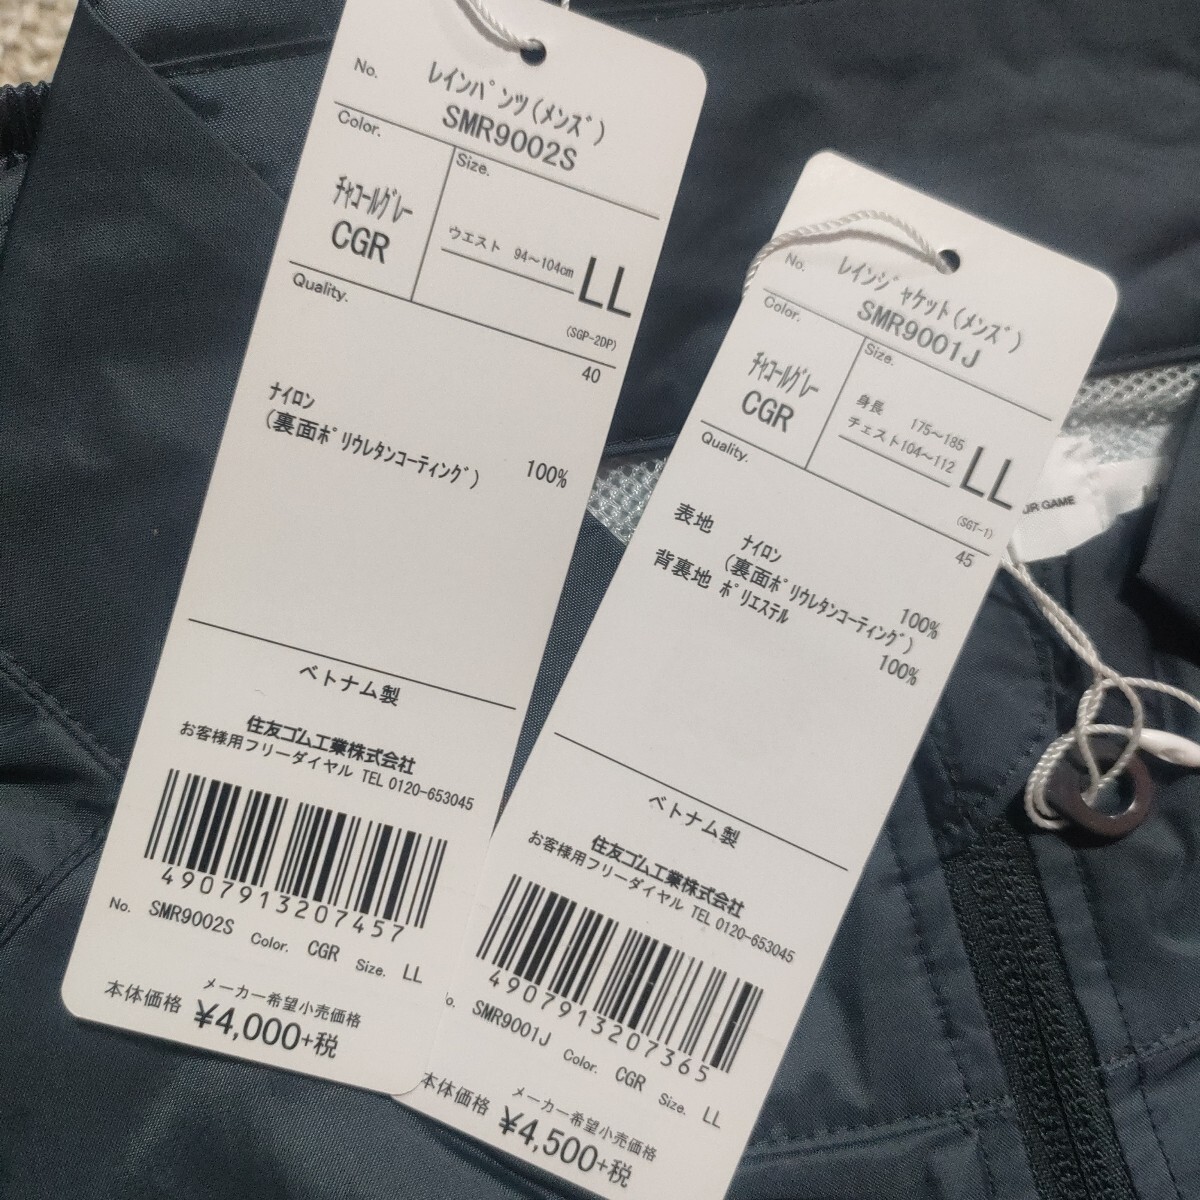 No. レインパンツ(メンズ)
SMR9002S
Color.
Size.
チャコールグレー
CGR
ウエスト 94～104cm LL
(SGP-2DP)
Quality.
40
ナイロン
(裏面ポリウレタンコーティング) 100%
ベトナム製
住友ゴム工業株式会社
お客様用フリーダイヤル TEL 0120-653045
4907913207457
No. SMR9002S Color. CGR Size. LL
メーカー希望小売価格
本体価格 ¥4,000+税
No. レインジャケット(メンズ)
SMR9001J
Color.
Size.
チャコールグレー
CGR
身長 175～185
チェスト104～112 LL
(SGT-1)
Quality.
45
表地 ナイロン 100%
(裏面ポリウレタンコーティング)
背裏地 ポリエステル 100%
ベトナム製
住友ゴム工業株式会社
お客様用フリーダイヤル TEL 0120-653045
4907913207365
o. SMR9001J Color. CGR Size. LL
メーカー希望小売価格
本体価格 ¥4,500+税
UR GAME